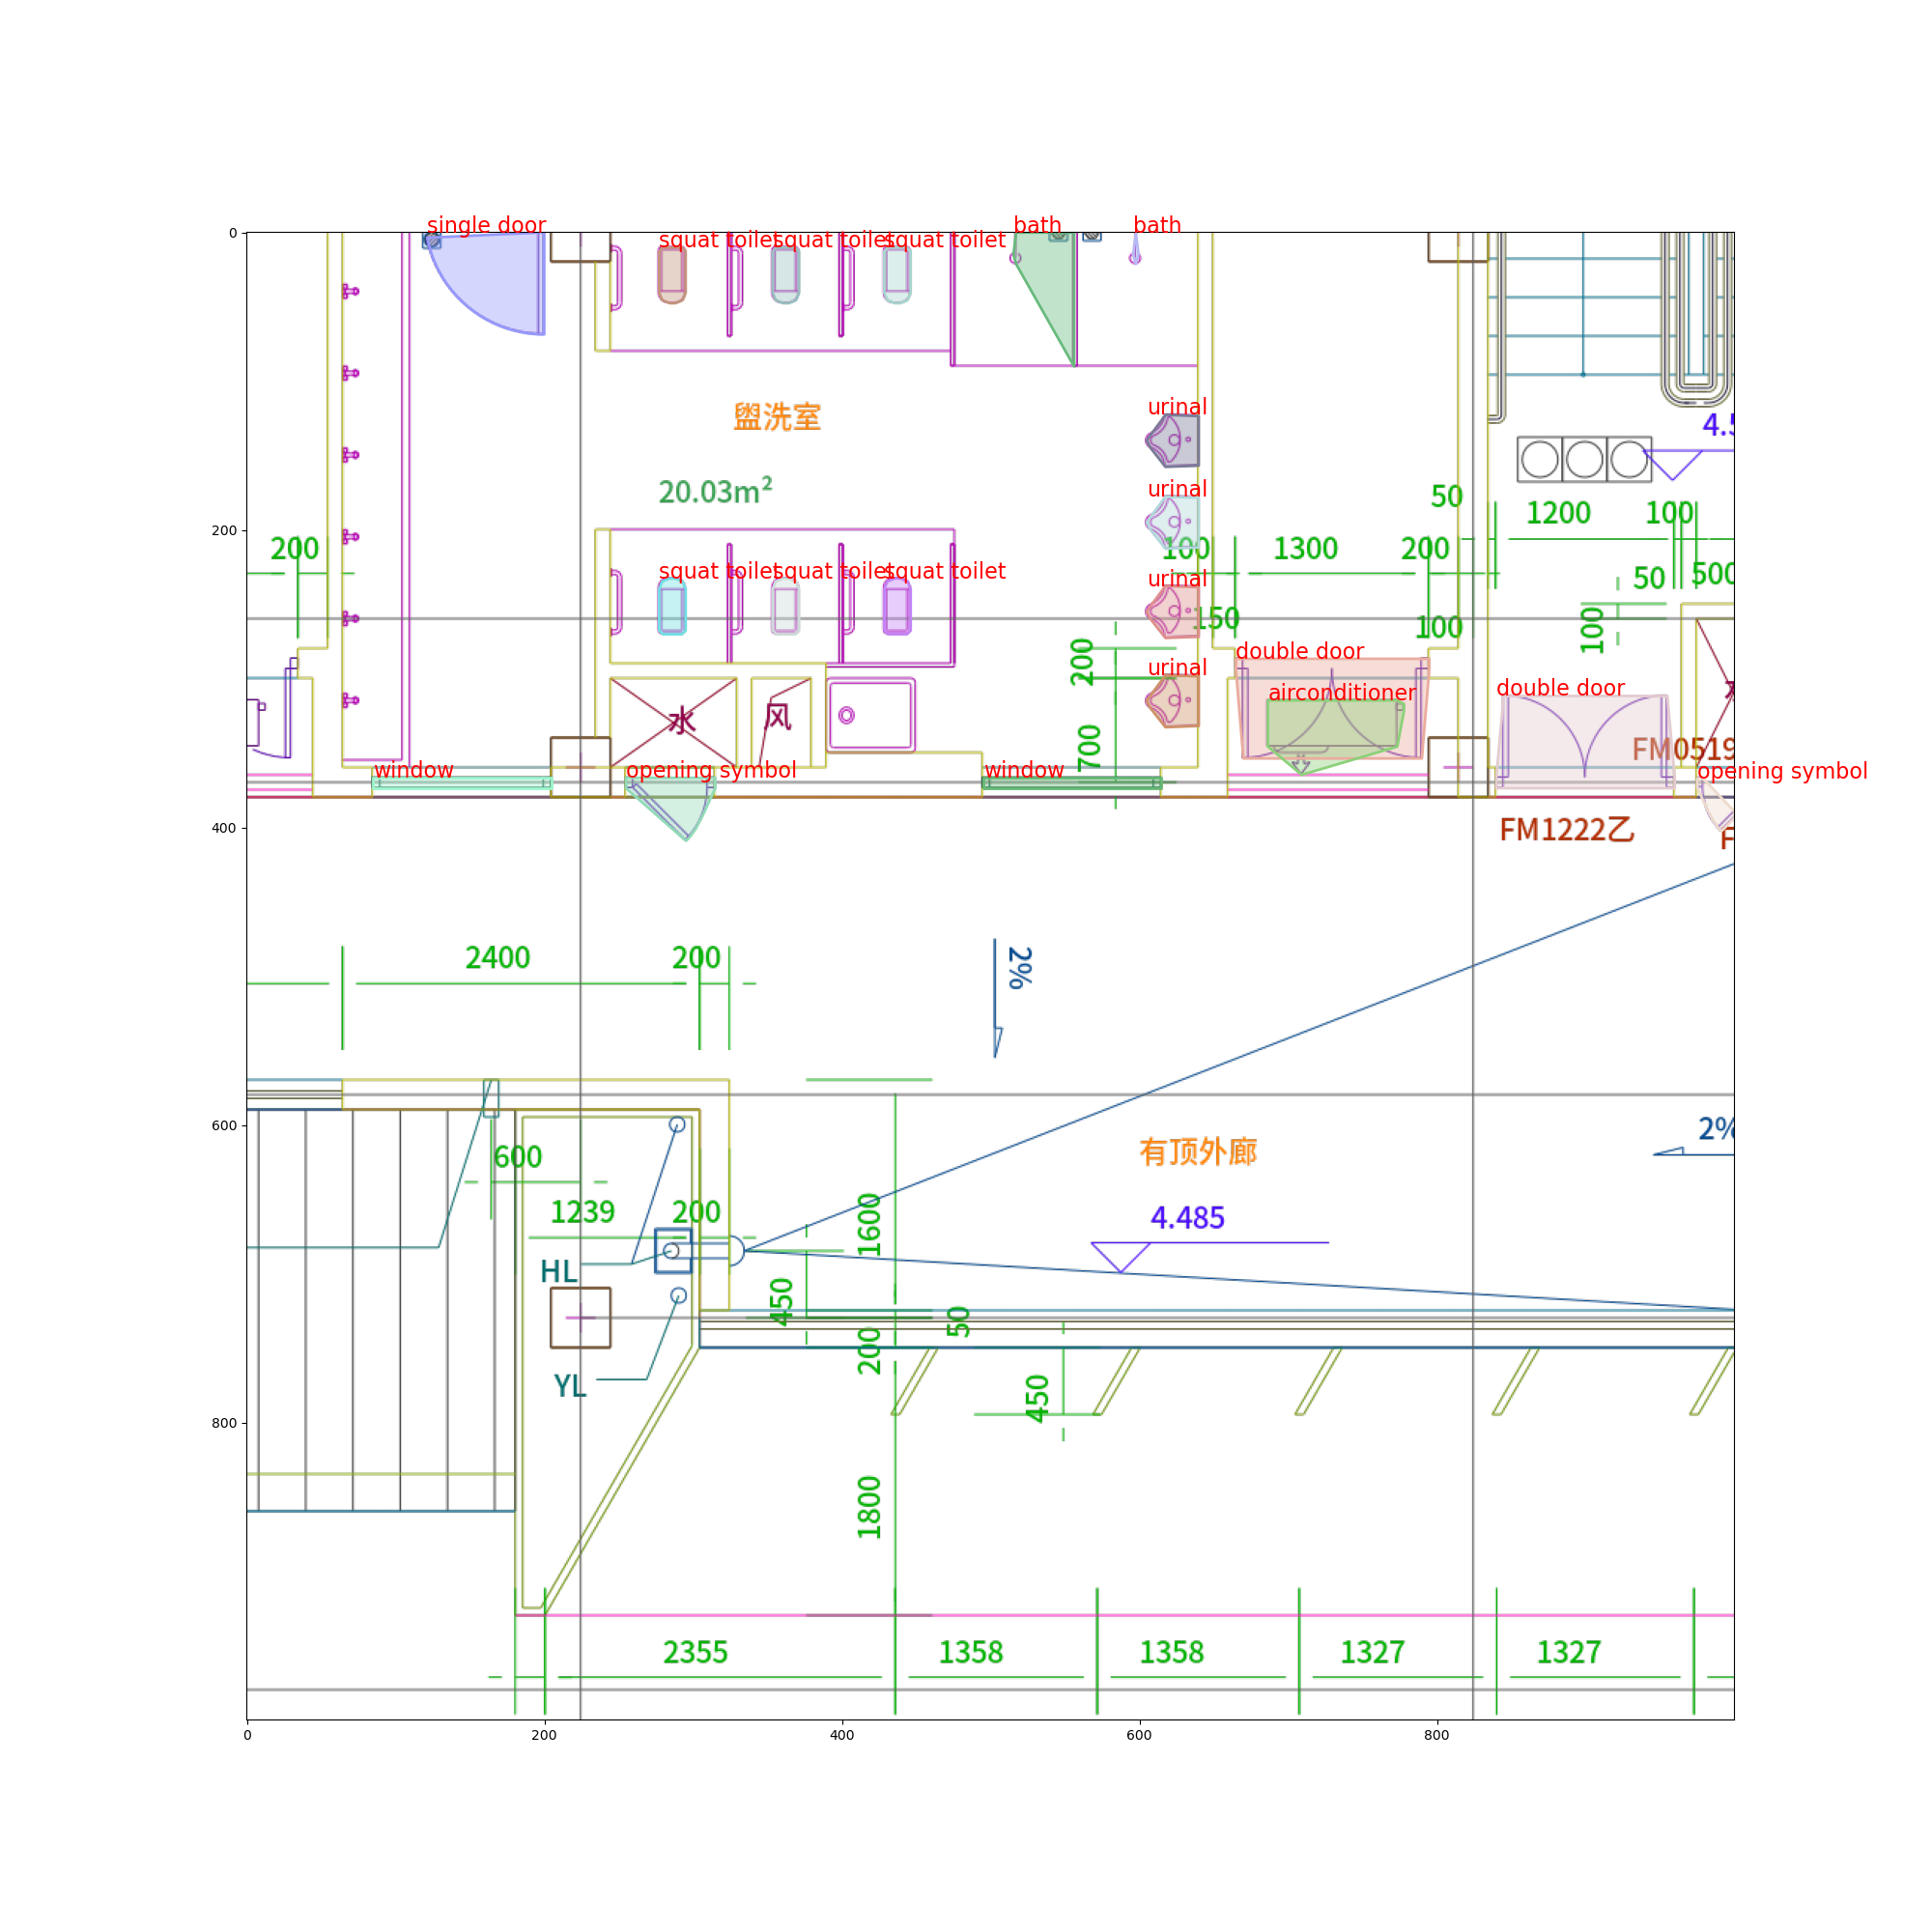 single door
bath
bath
0
squat toilet
squat toilet
squat toilet
urinal
盥洗室
4.5
20.03m²
urinal
50
1200
100
200
200
100
1300
200
squat toilet
squat toilet
squat toilet
urinal
50
500
150
100
100
200
double door
urinal
airconditioner
double door
水
风
700
FM0519
window
opening symbol
window
opening symbol
400
FM1222乙
F
2400
200
2%
600
2%
600
有顶外廊
1239
200
1600
4.485
HL
450
50
200
YL
450
800
1800
2355
1358
1358
1327
1327
0
200
400
600
800